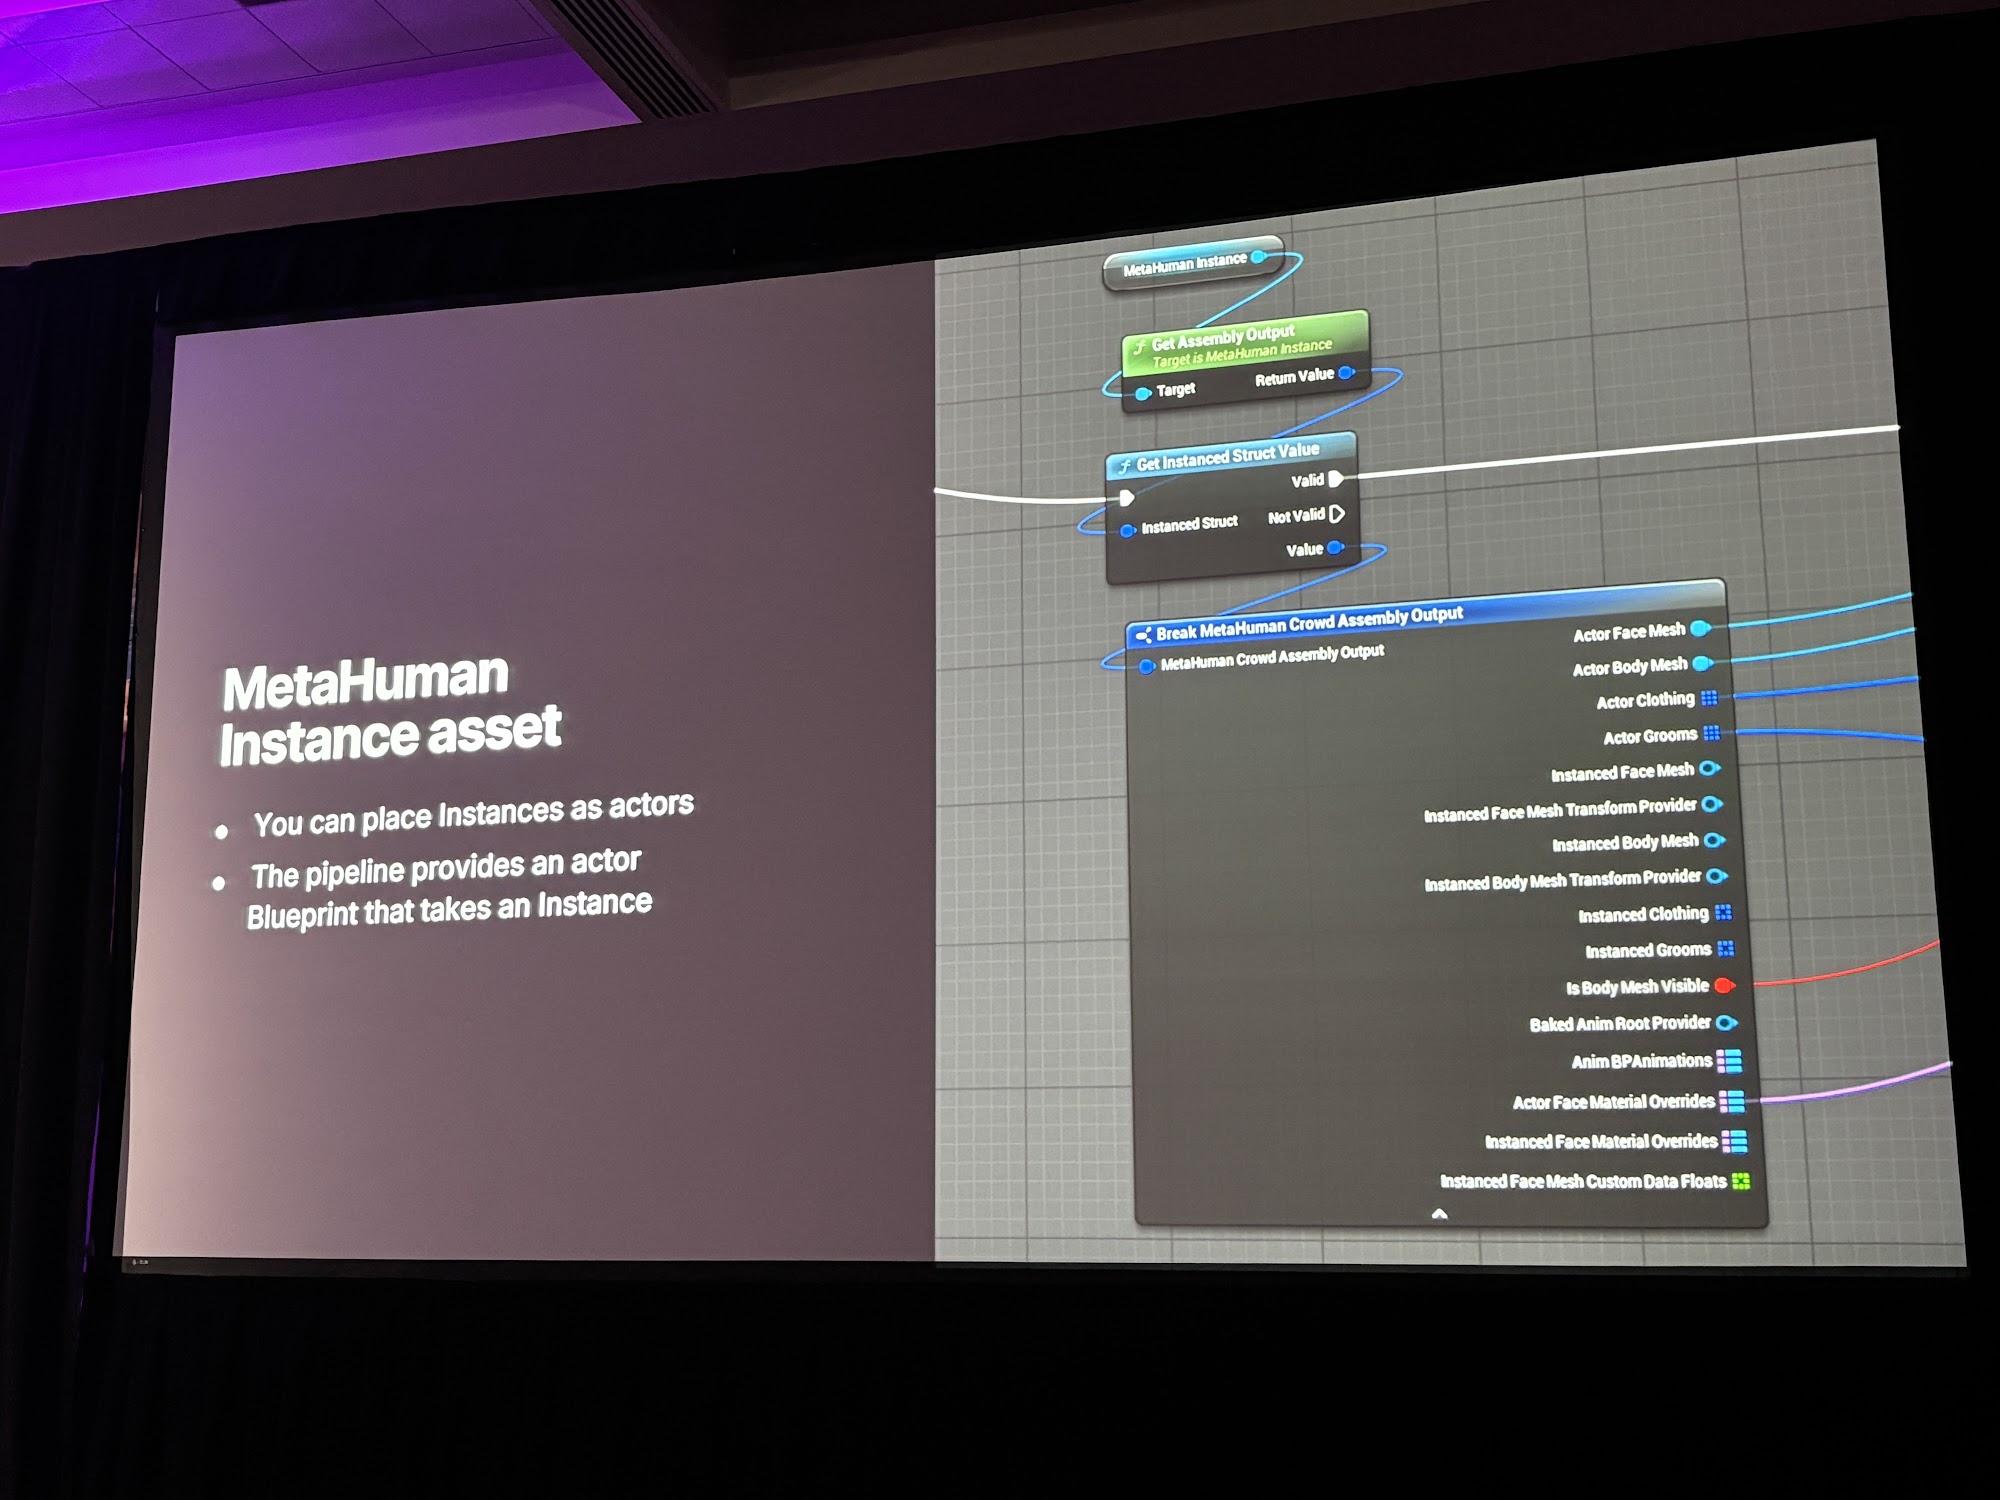 MetaHuman
Instance asset
You can place Instances as actors
The pipeline provides an actor
Blueprint that takes an Instance
MetaHuman Instance
Get Assembly Output
Target is MetaHuman Instance
Target
Return Value
Get Instanced Struct Value
Valid
Instanced Struct
Not Valid
Value
Break MetaHuman Crowd Assembly Output
MetaHuman Crowd Assembly Output
Actor Face Mesh
Actor Body Mesh
Actor Clothing
Actor Grooms
Instanced Face Mesh
Instanced Face Mesh Transform Provider
Instanced Body Mesh
Instanced Body Mesh Transform Provider
Instanced Clothing
Instanced Grooms
Is Body Mesh Visible
Baked Anim Root Provider
Anim BPAnimations
Actor Face Material Overrides
Instanced Face Material Overrides
Instanced Face Mesh Custom Data Floats